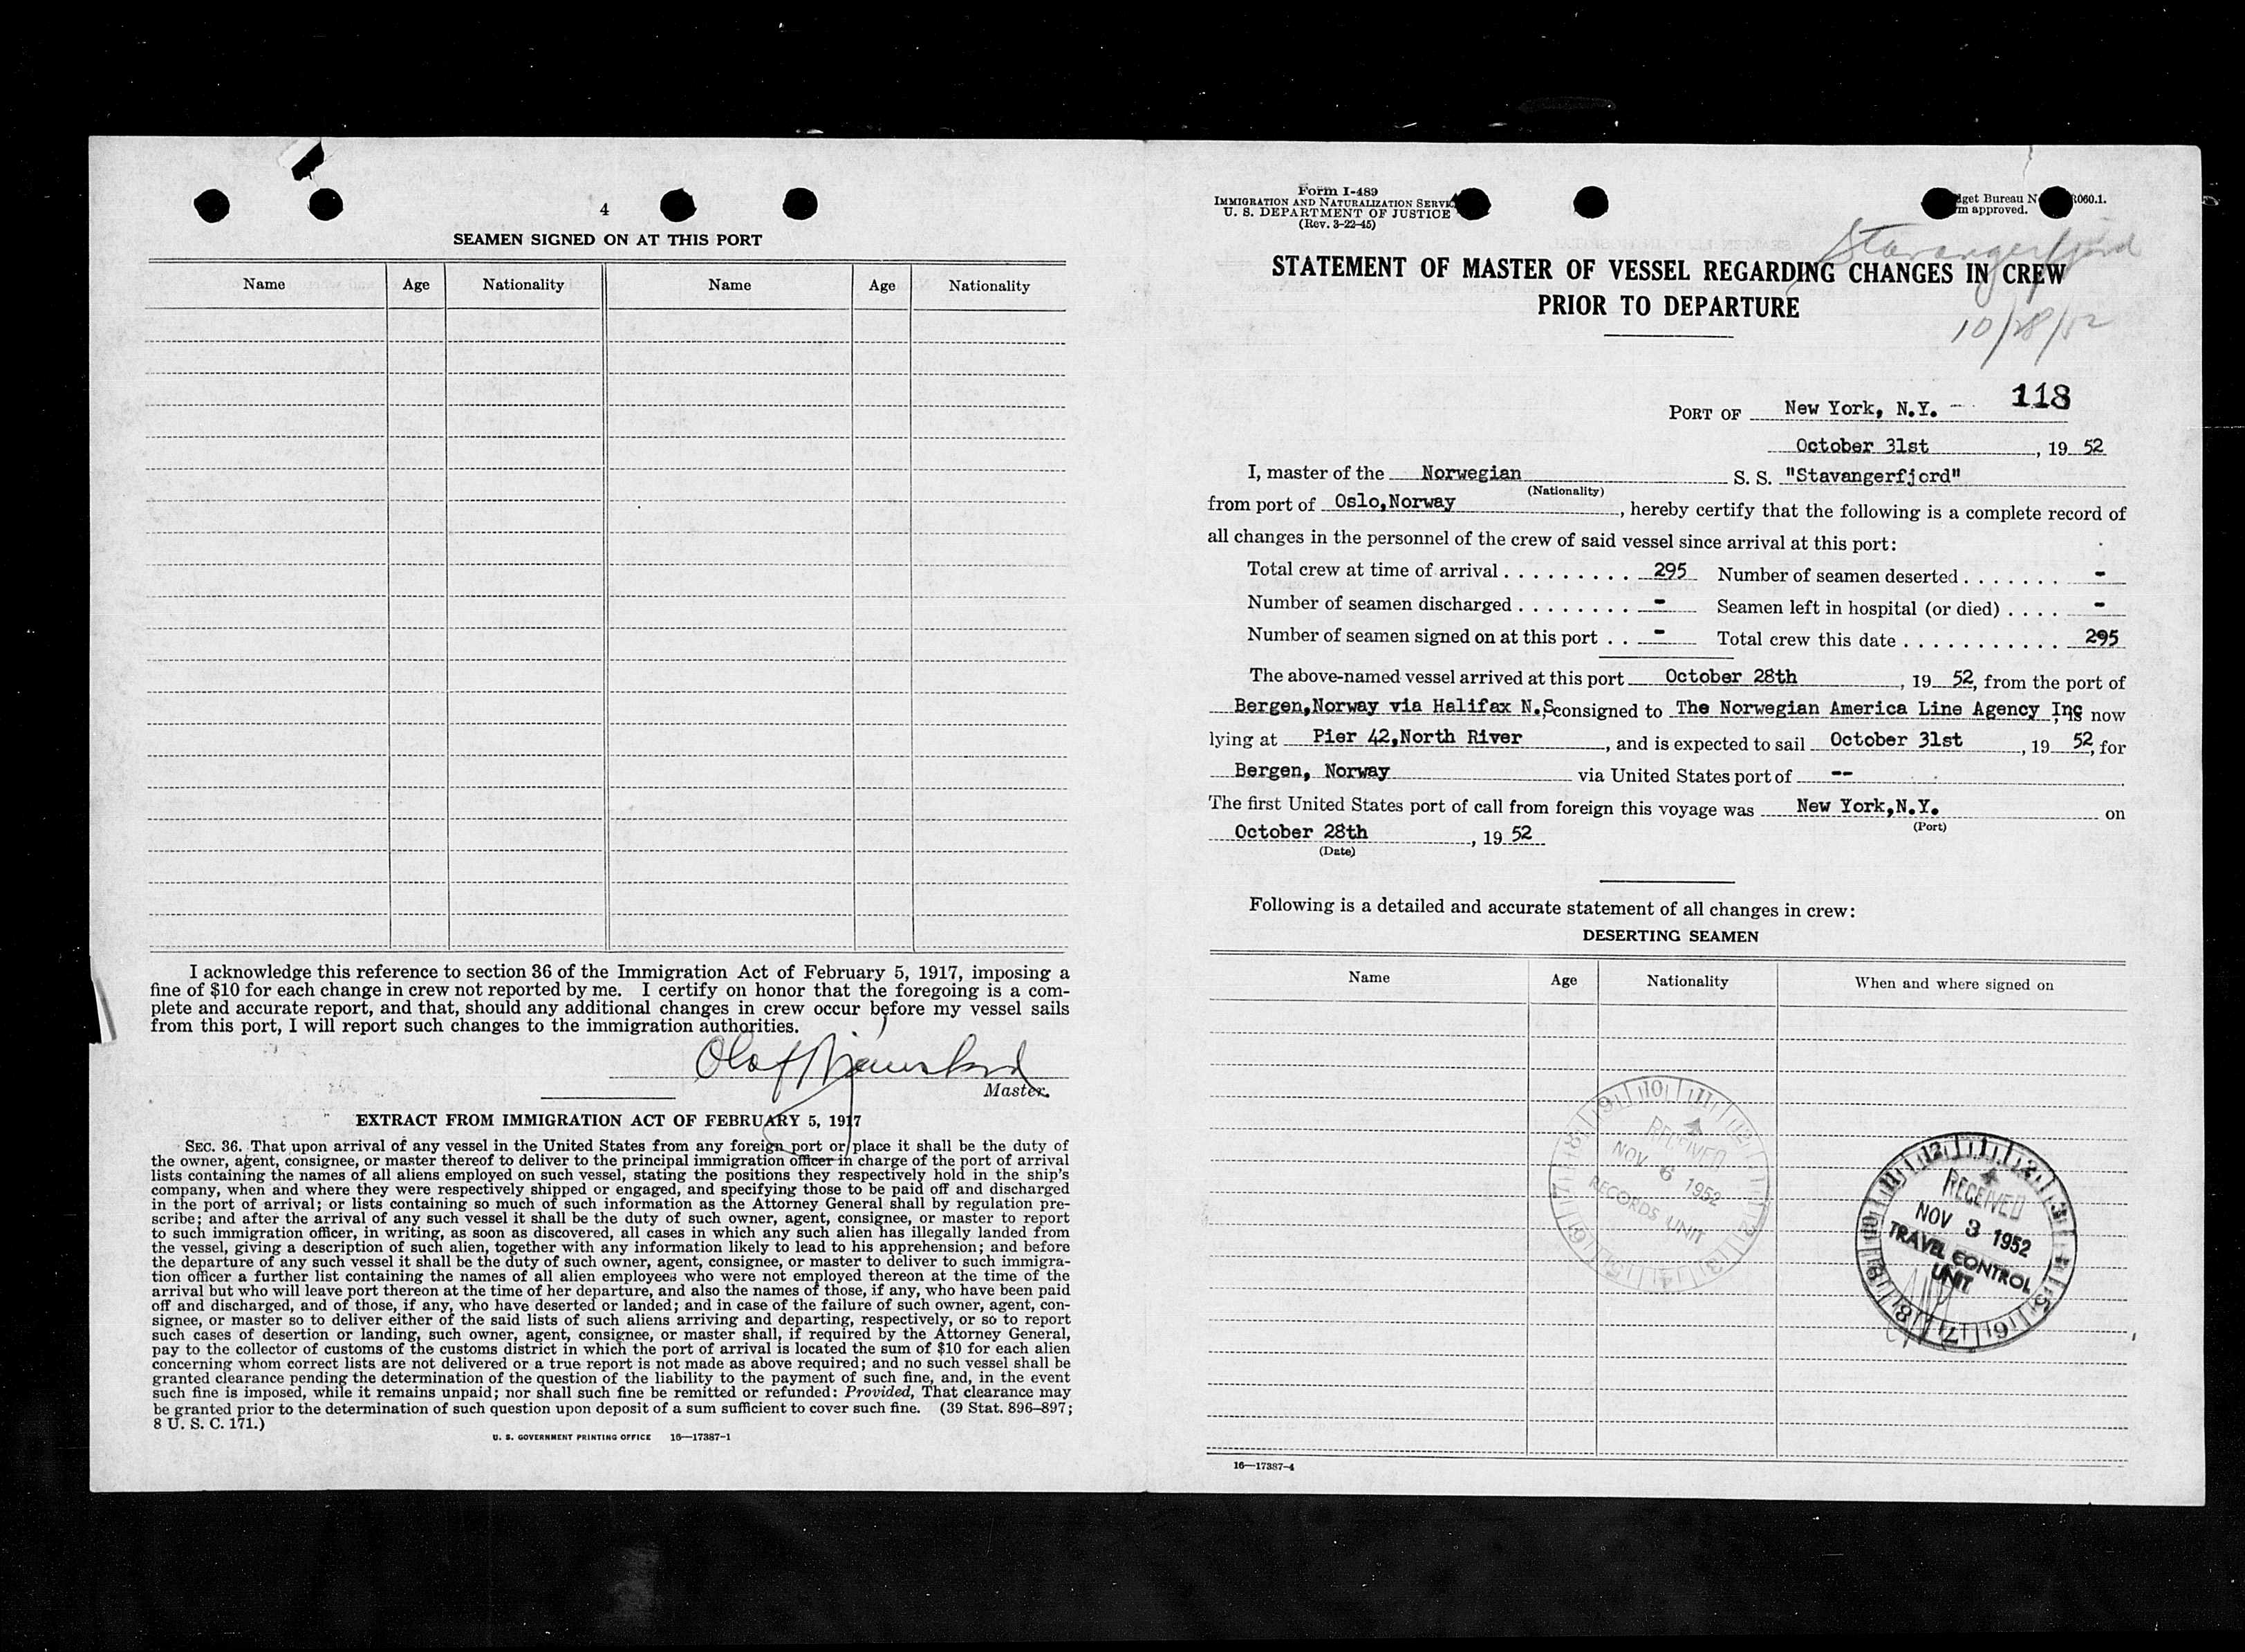 4
SEAMEN SIGNED ON AT THIS PORT
Name Age Nationality Name Age Nationality
I acknowledge this reference to section 36 of the Immigration Act of February 5, 1917, imposing a
fine of $10 for each change in crew not reported by me. I certify on honor that the foregoing is a com-
plete and accurate report, and that, should any additional changes in crew occur before my vessel sails
from this port, I will report such changes to the immigration authorities.
Olaf
Master.
EXTRACT FROM IMMIGRATION ACT OF FEBRUARY 5, 1917
SEC. 36. That upon arrival of any vessel in the United States from any foreign port or place it shall be the duty of
the owner, agent, consignee, or master thereof to deliver to the principal immigration officer in charge of the port of arrival
lists containing the names of all aliens employed on such vessel, stating the positions they respectively hold in the ship's
company, when and where they were respectively shipped or engaged, and specifying those to be paid off and discharged
in the port of arrival; or lists containing so much of such information as the Attorney General shall by regulation pre-
scribe; and after the arrival of any such vessel it shall be the duty of such owner, agent, consignee, or master to report
to such immigration officer, in writing, as soon as discovered, all cases in which any such alien has illegally landed from
the vessel, giving a description of such alien, together with any information likely to lead to his apprehension; and before
the departure of any such vessel it shall be the duty of such owner, agent, consignee, or master to deliver to such immigra-
tion officer a further list containing the names of all alien employees who were not employed thereon at the time of the
arrival but who will leave port thereon at the time of her departure, and also the names of those, if any, who have been paid
off and discharged, and of those, if any, who have deserted or landed; and in case of the failure of such owner, agent, con-
signee, or master so to deliver either of the said lists of such aliens arriving and departing, respectively, or so to report
such cases of desertion or landing, such owner, agent, consignee, or master shall, if required by the Attorney General,
pay to the collector of customs of the customs district in which the port of arrival is located the sum of $10 for each alien
concerning whom correct lists are not delivered or a true report is not made as above required; and no such vessel shall be
granted clearance pending the determination of the question of the liability to the payment of such fine, and, in the event
such fine is imposed, while it remains unpaid; nor shall such fine be remitted or refunded: Provided, That clearance may
be granted prior to the determination of such question upon deposit of a sum sufficient to cover such fine. (39 Stat. 896–897;
8 U. S. C. 171.)
U. S. GOVERNMENT PRINTING OFFICE 16—17387-1
Form I-489
IMMIGRATION AND NATURALIZATION SERVI
U. S. DEPARTMENT OF JUSTICE
(Rev. 3-22-45)
get Bureau N 060.1.
m approved.
Stavangerfjord
STATEMENT OF MASTER OF VESSEL REGARDING CHANGES IN CREW
PRIOR TO DEPARTURE
10/28/52
118
PORT OF New York, N.Y.
October 31st, 19 52
I, master of the Norwegian S. S. "Stavangerfjord"
(Nationality)
from port of Oslo,Norway, hereby certify that the following is a complete record of
all changes in the personnel of the crew of said vessel since arrival at this port:
Total crew at time of arrival . . . . . . . . . 295 Number of seamen deserted . . . . . . . -
Number of seamen discharged . . . . . . . . - Seamen left in hospital (or died) . . . . -
Number of seamen signed on at this port . . - Total crew this date . . . . . . . . . . . 295
The above-named vessel arrived at this port October 28th, 19 52, from the port of
Bergen,Norway via Halifax N.S consigned to The Norwegian America Line Agency Inc, is now
lying at Pier 42,North River, and is expected to sail October 31st, 19 52, for
Bergen, Norway via United States port of --.
The first United States port of call from foreign this voyage was New York,N.Y. on
(Port)
October 28th, 19 52
(Date)
Following is a detailed and accurate statement of all changes in crew:
DESERTING SEAMEN
Name Age Nationality When and where signed on
RECEIVED
NOV 6 1952
RECORDS UNIT
RECEIVED
NOV 3 1952
TRAVEL CONTROL
UNIT
16—17387-4